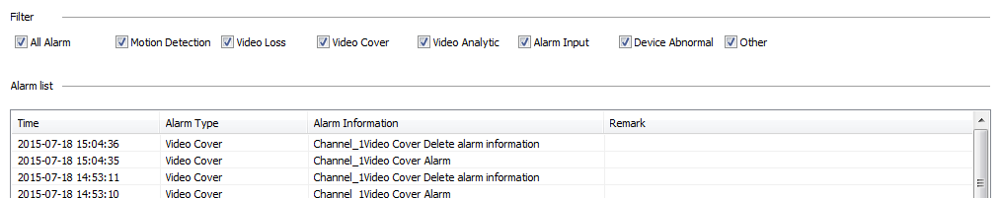 Filter
All Alarm Motion Detection Video Loss Video Cover Video Analytic Alarm Input Device Abnormal Other
Alarm list
Time Alarm Type Alarm Information Remark
2015-07-18 15:04:36 Video Cover Channel_1Video Cover Delete alarm information
2015-07-18 15:04:35 Video Cover Channel_1Video Cover Alarm
2015-07-18 14:53:11 Video Cover Channel_1Video Cover Delete alarm information
2015-07-18 14:53:10 Video Cover Channel_1Video Cover Alarm